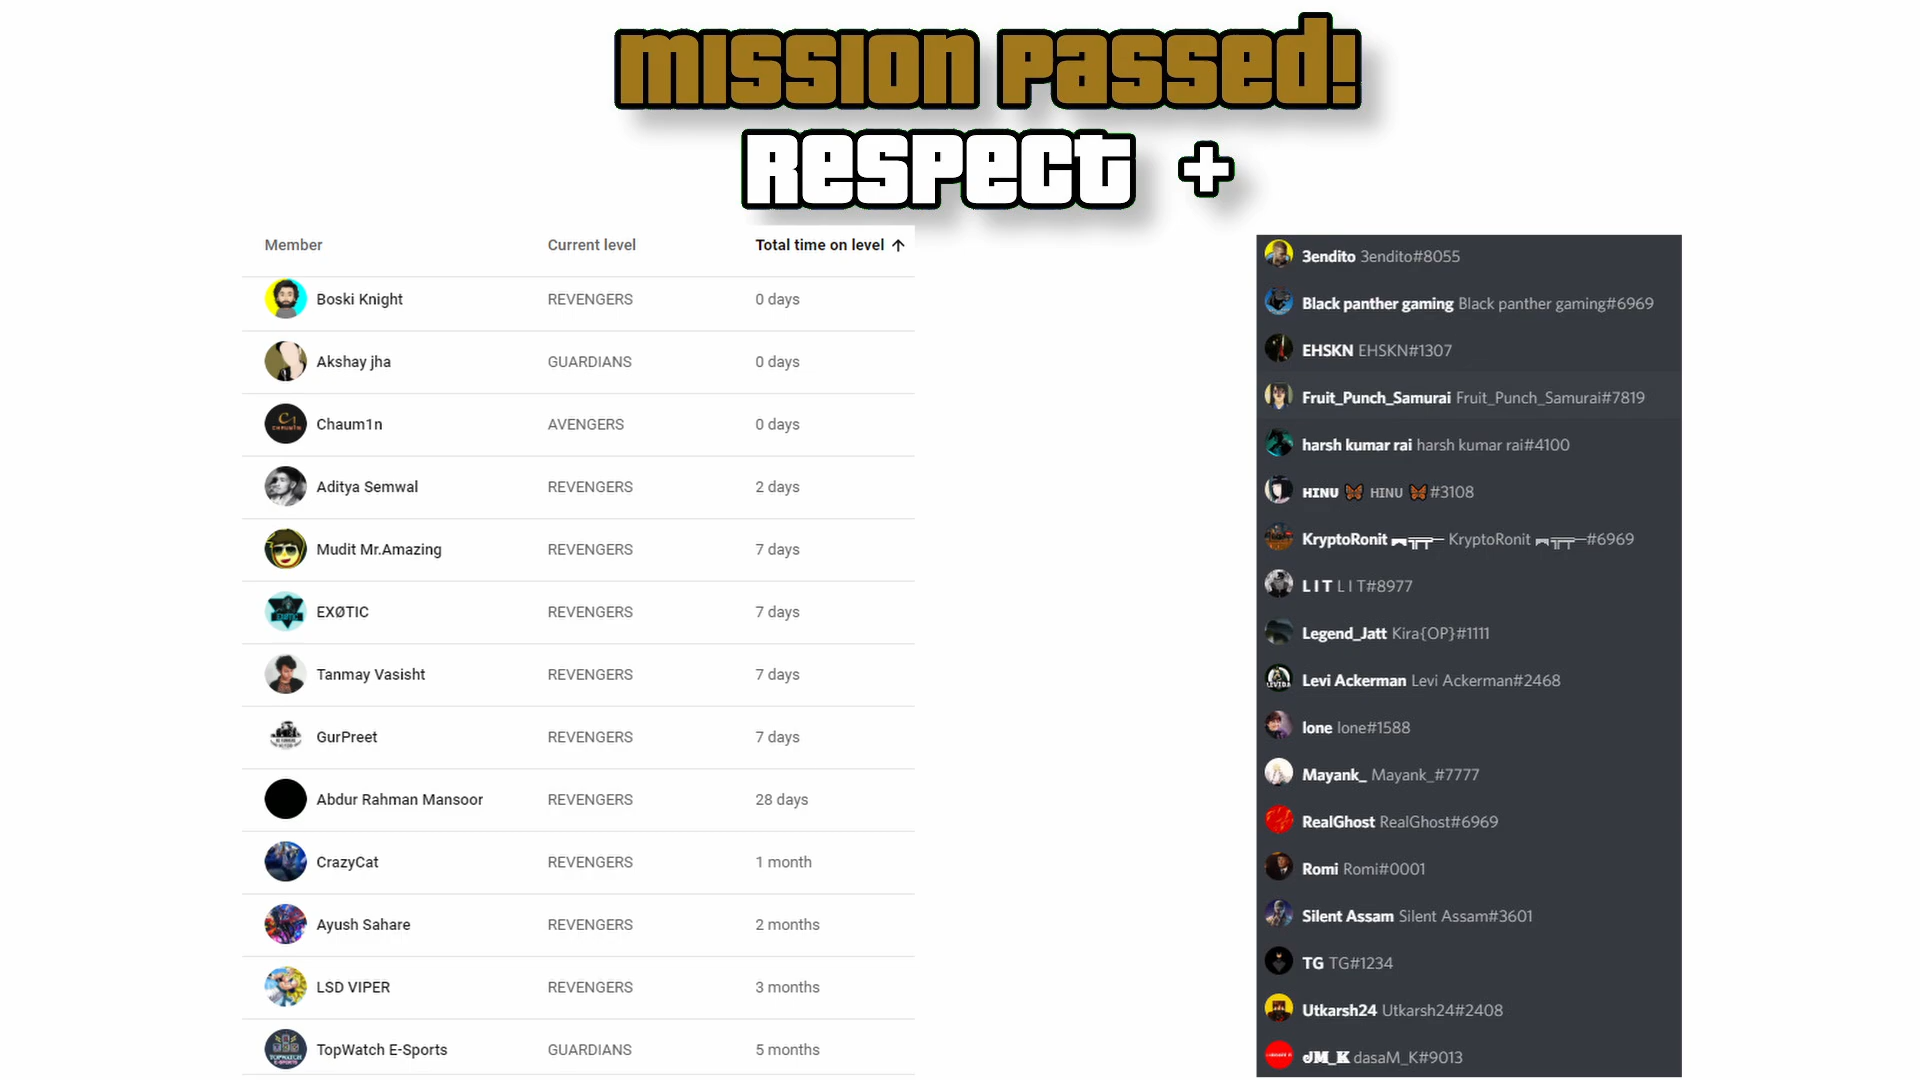 MISSION PASSED!
RESPECT +
Member Current level Total time on level
Boski Knight REVENGERS 0 days
Akshay jha GUARDIANS 0 days
Chaum1n AVENGERS 0 days
Aditya Semwal REVENGERS 2 days
Mudit Mr.Amazing REVENGERS 7 days
EXØTIC REVENGERS 7 days
Tanmay Vasisht REVENGERS 7 days
GurPreet REVENGERS 7 days
Abdur Rahman Mansoor REVENGERS 28 days
CrazyCat REVENGERS 1 month
Ayush Sahare REVENGERS 2 months
LSD VIPER REVENGERS 3 months
TopWatch E-Sports GUARDIANS 5 months
3endito 3endito#8055
Black panther gaming Black panther gaming#6969
EHSKN EHSKN#1307
Fruit_Punch_Samurai Fruit_Punch_Samurai#7819
harsh kumar rai harsh kumar rai#4100
ʜɪɴᴜ 🦋 ʜɪɴᴜ 🦋#3108
KryptoRonit ︻╦╤─ KryptoRonit ︻╦╤─#6969
L I T L I T#8977
Legend_Jatt Kira{OP}#1111
Levi Ackerman Levi Ackerman#2468
lone lone#1588
Mayank_ Mayank_#7777
RealGhost RealGhost#6969
Romi Romi#0001
Silent Assam Silent Assam#3601
TG TG#1234
Utkarsh24 Utkarsh24#2408
𝕯𝕸_𝕶 dasaM_K#9013